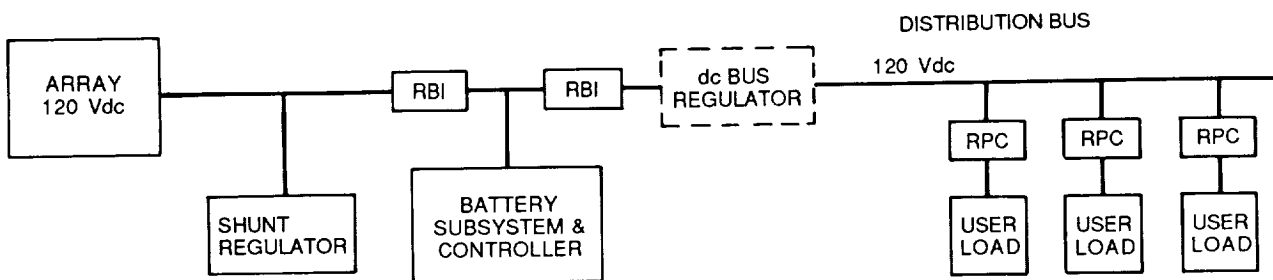 DISTRIBUTION BUS
ARRAY
120 Vdc
RBI
RBI
dc BUS
REGULATOR
120 Vdc
RPC
RPC
RPC
SHUNT
REGULATOR
BATTERY
SUBSYSTEM &
CONTROLLER
USER
LOAD
USER
LOAD
USER
LOAD